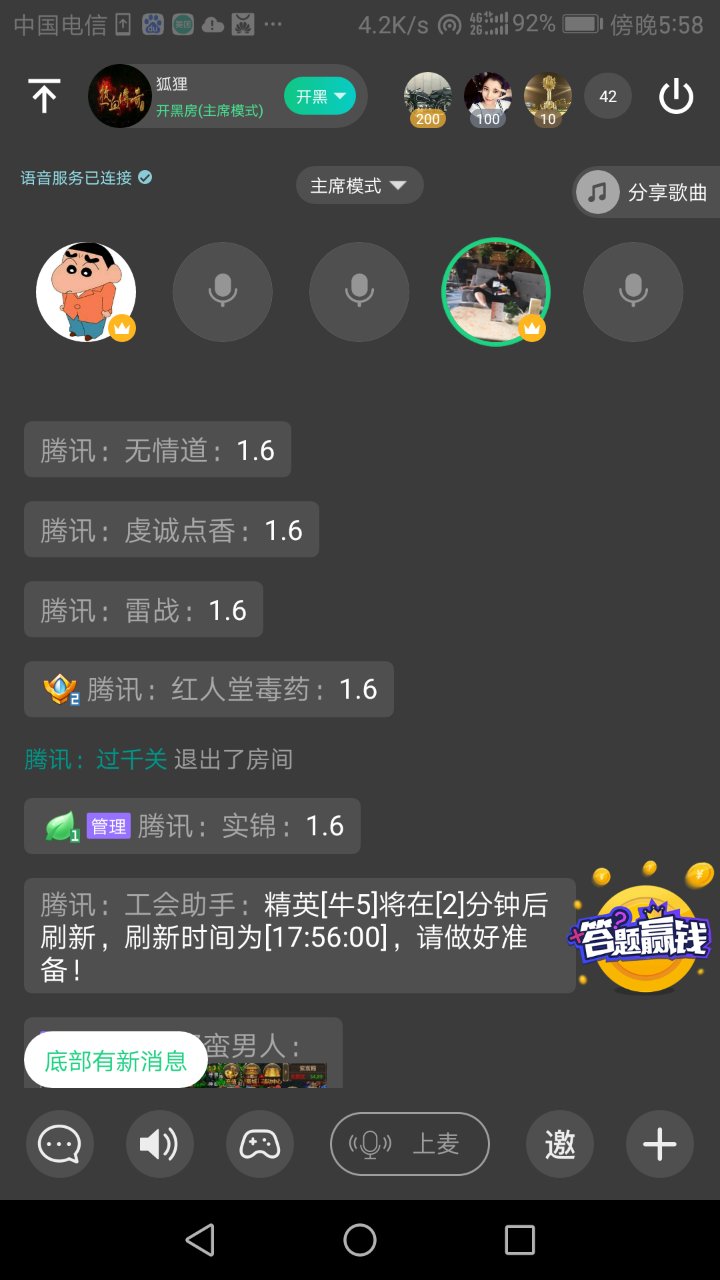 中国电信 4.2K/s 4G 2G 92% 傍晚5:58
狐狸
开黑房(主席模式)
开黑
200 100 10 42
语音服务已连接
主席模式
分享歌曲
腾讯：无情道：1.6
腾讯：虔诚点香：1.6
腾讯：雷战：1.6
2 腾讯：红人堂毒药：1.6
腾讯：过千关 退出了房间
1 管理 腾讯：实锦：1.6
腾讯：工会助手：精英[牛5]将在[2]分钟后
刷新，刷新时间为[17:56:00]，请做好准
备！
答题赢钱
蛮男人：
底部有新消息
上麦
邀